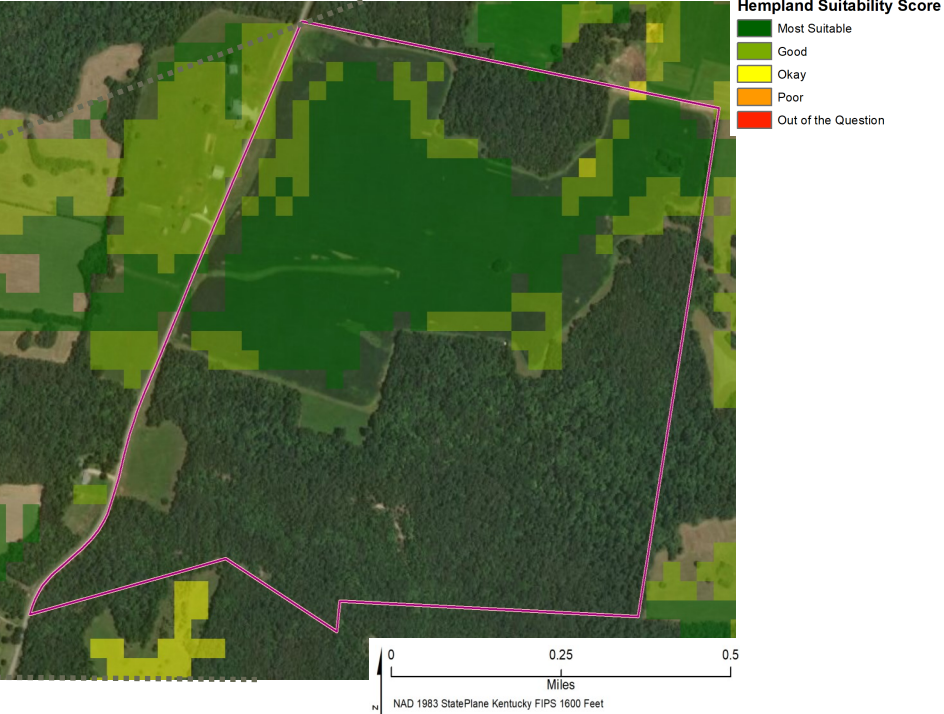 Hempland Suitability Score
Most Suitable
Good
Okay
Poor
Out of the Question
0 0.25 0.5
Miles
N
NAD 1983 StatePlane Kentucky FIPS 1600 Feet